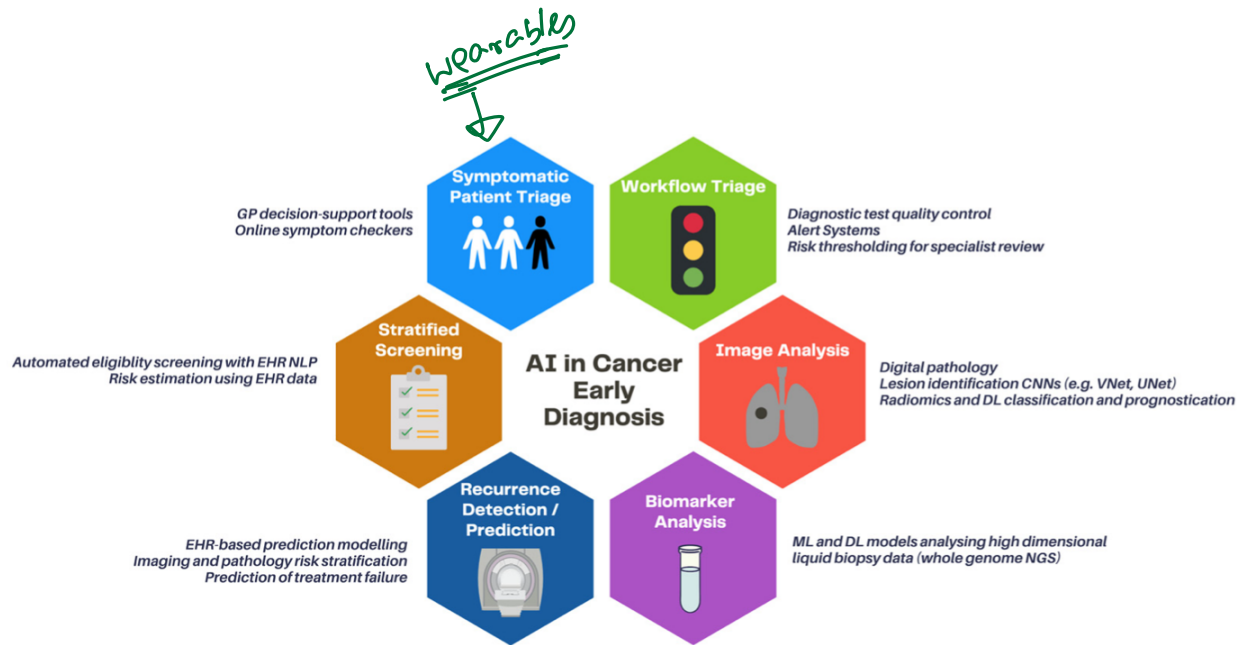 wearables
Symptomatic
Patient Triage
GP decision-support tools
Online symptom checkers
Workflow Triage
Diagnostic test quality control
Alert Systems
Risk thresholding for specialist review
Stratified
Screening
Automated eligiblity screening with EHR NLP
Risk estimation using EHR data
AI in Cancer
Early
Diagnosis
Image Analysis
Digital pathology
Lesion identification CNNs (e.g. VNet, UNet)
Radiomics and DL classification and prognostication
Recurrence
Detection /
Prediction
EHR-based prediction modelling
Imaging and pathology risk stratification
Prediction of treatment failure
Biomarker
Analysis
ML and DL models analysing high dimensional
liquid biopsy data (whole genome NGS)